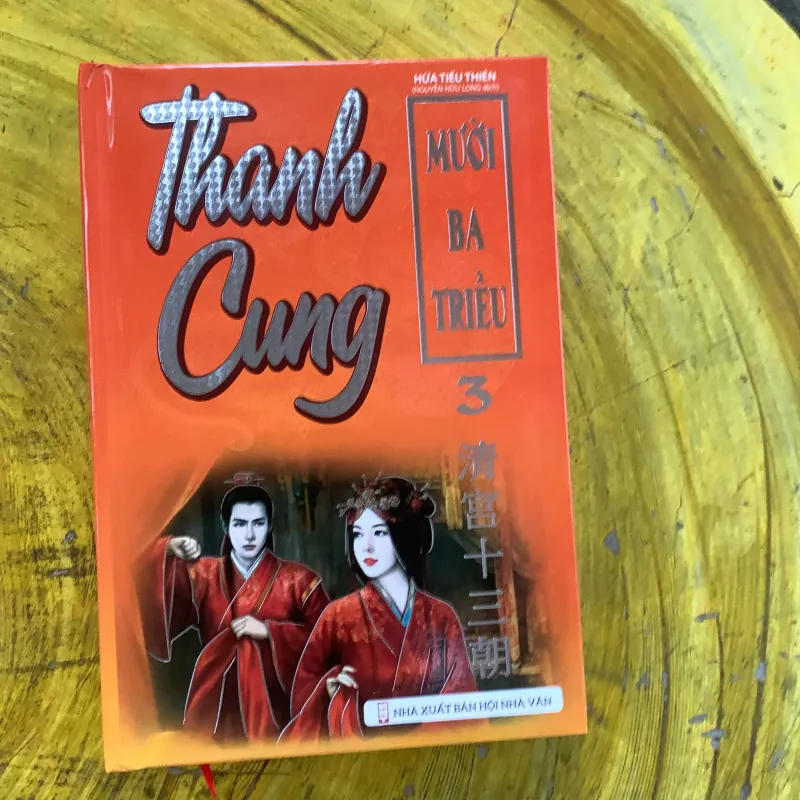 Thanh
Cung
HỨA TIẾU THIÊN
(NGUYỄN HỮU LONG dịch)
MƯỜI
BA
TRIỀU
3
清宮十三朝
NHÀ XUẤT BẢN HỘI NHÀ VĂN